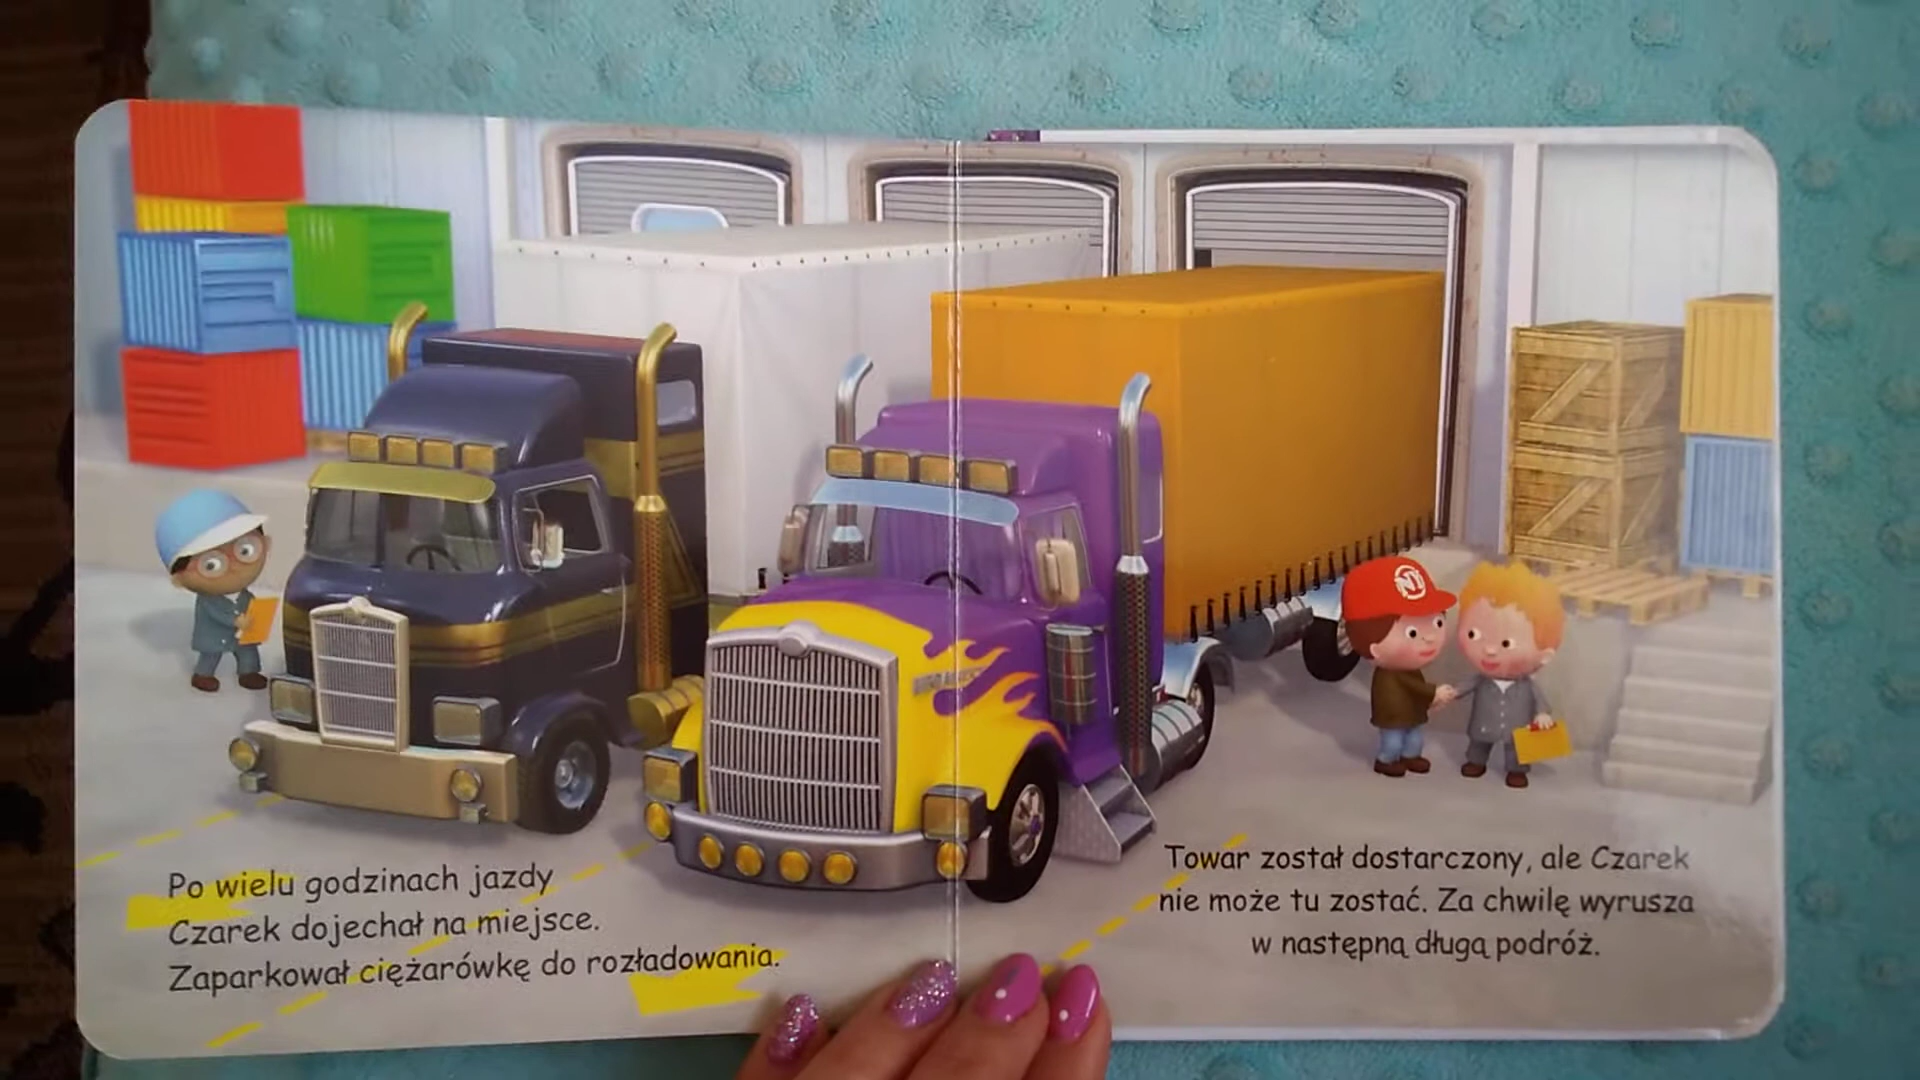 Po wielu godzinach jazdy
Czarek dojechał na miejsce.
Zaparkował ciężarówkę do rozładowania.
Towar został dostarczony, ale Czarek
nie może tu zostać. Za chwilę wyrusza
w następną długą podróż.
NY